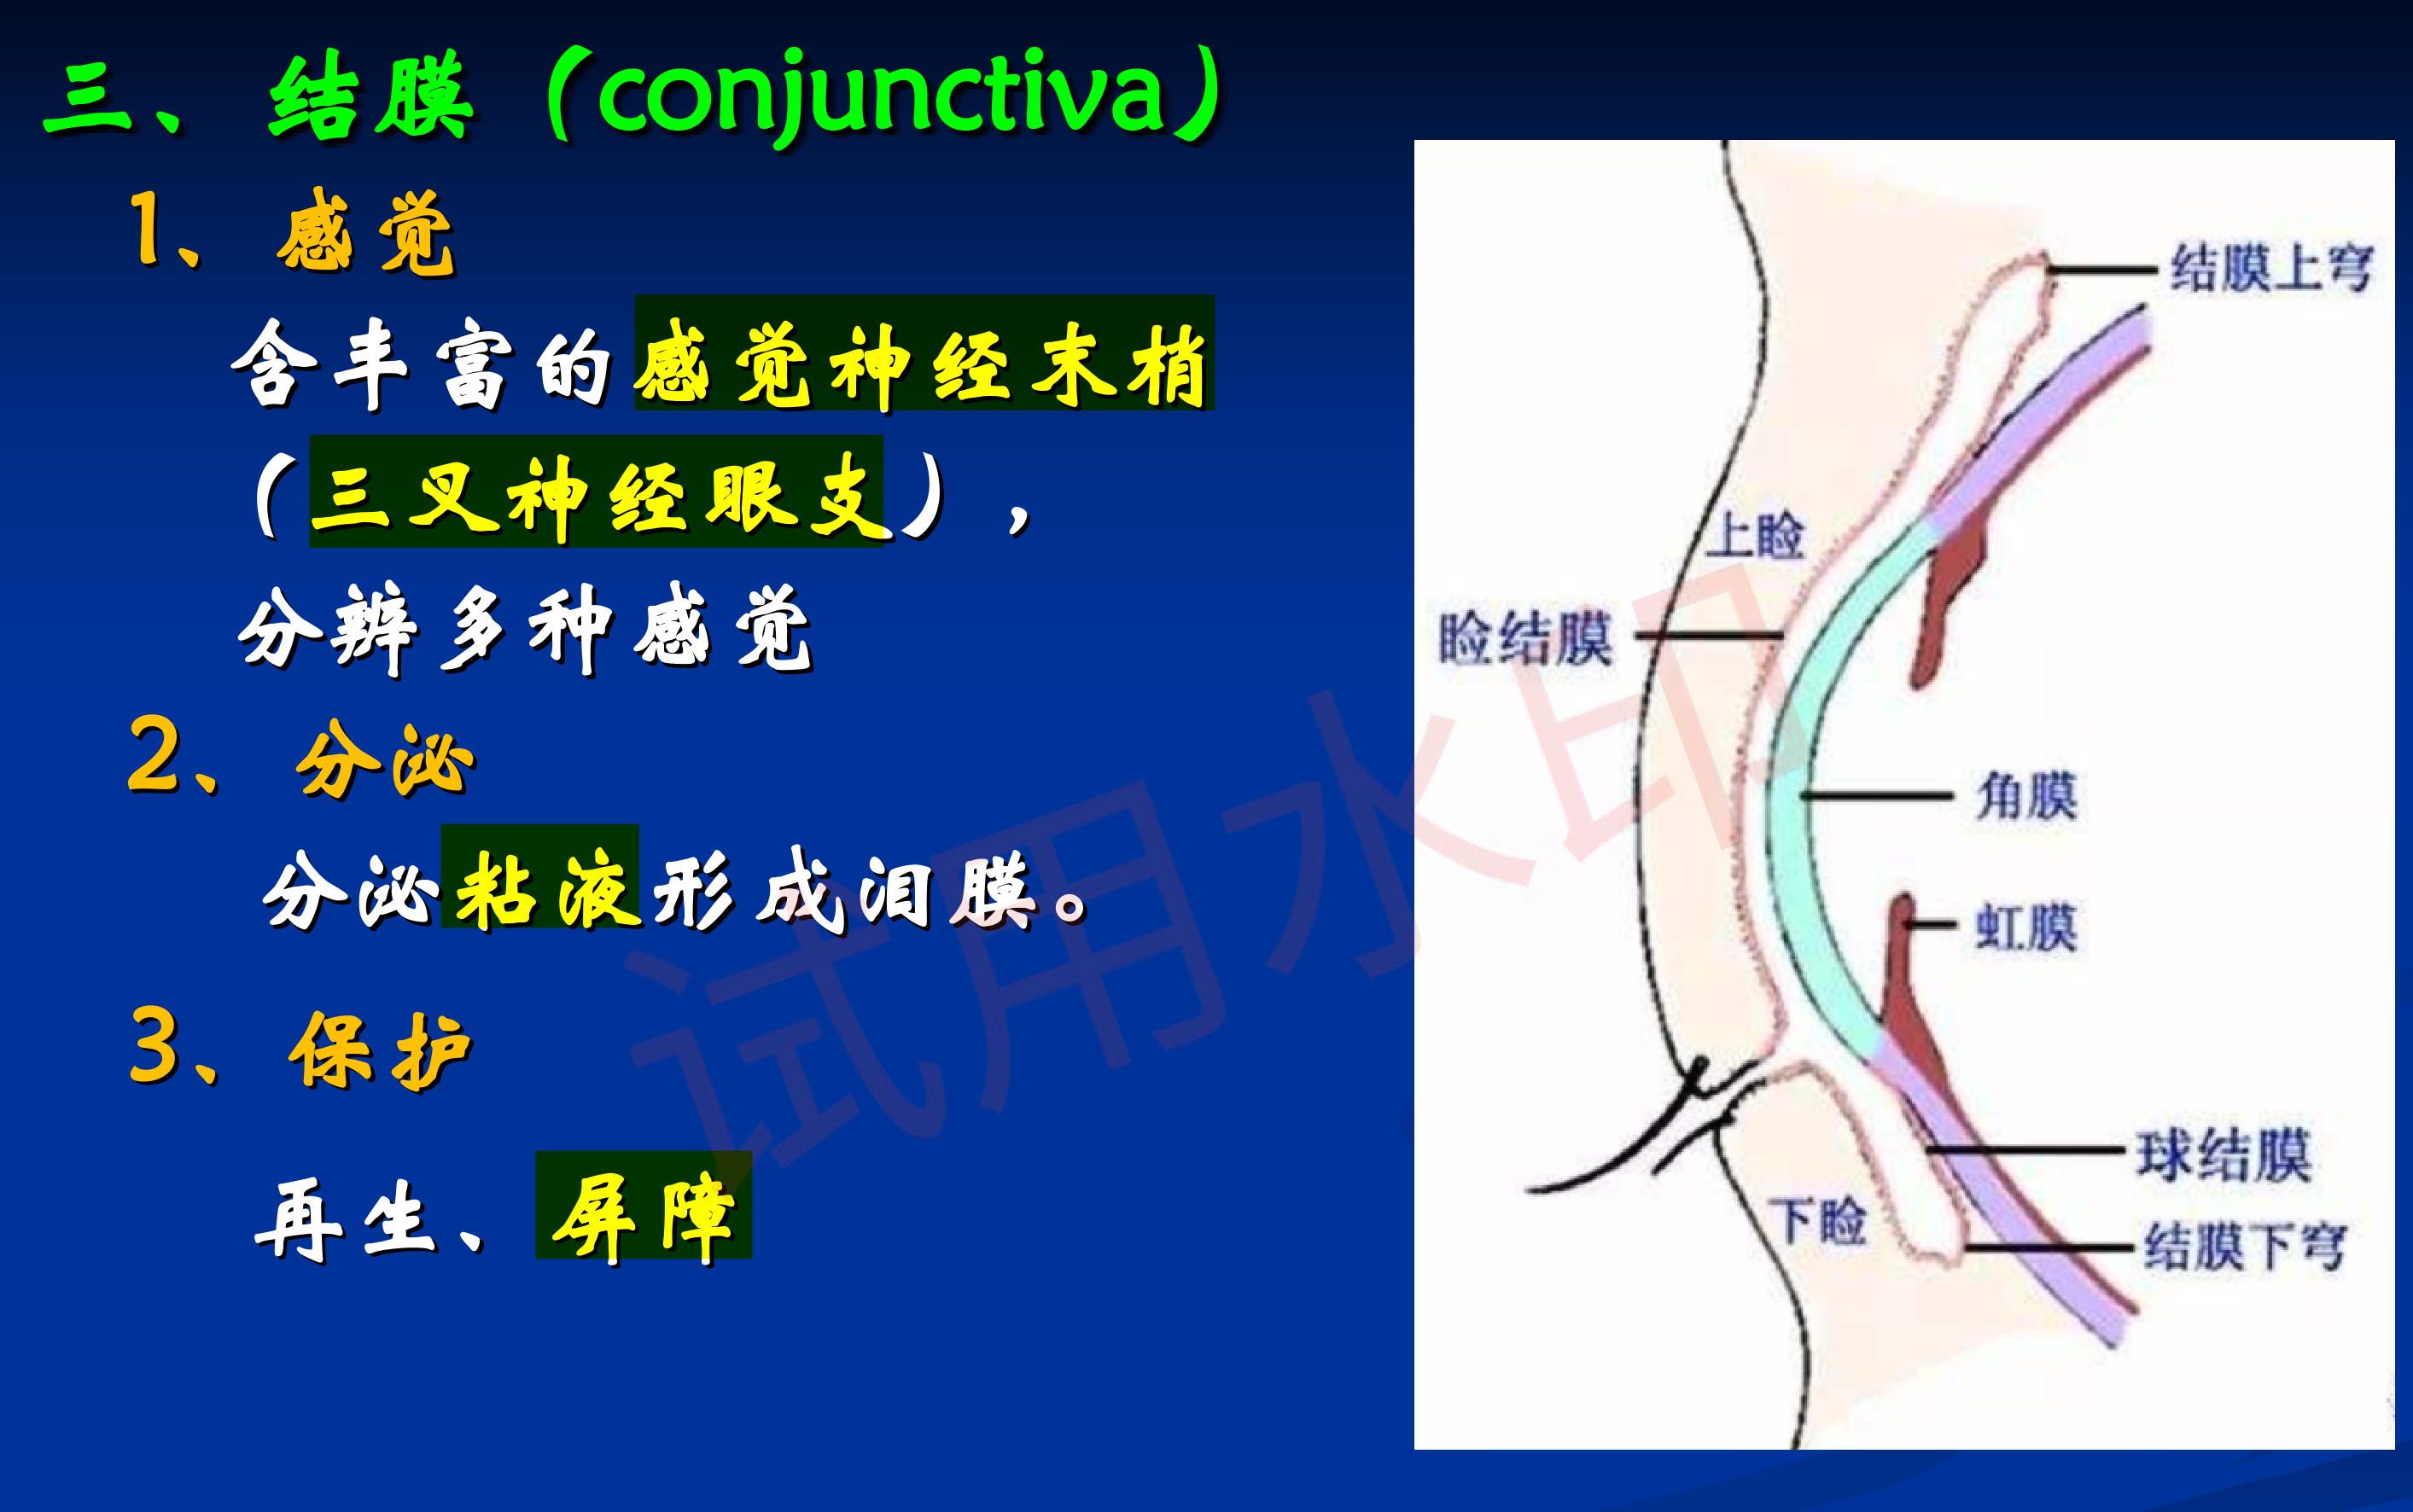 三、结膜（conjunctiva）
1、感觉
含丰富的感觉神经末梢
（三叉神经眼支），
分辨多种感觉
2、分泌
分泌粘液形成泪膜。
3、保护
再生、屏障
结膜上穹
上睑
睑结膜
角膜
虹膜
球结膜
下睑
结膜下穹
试用水印